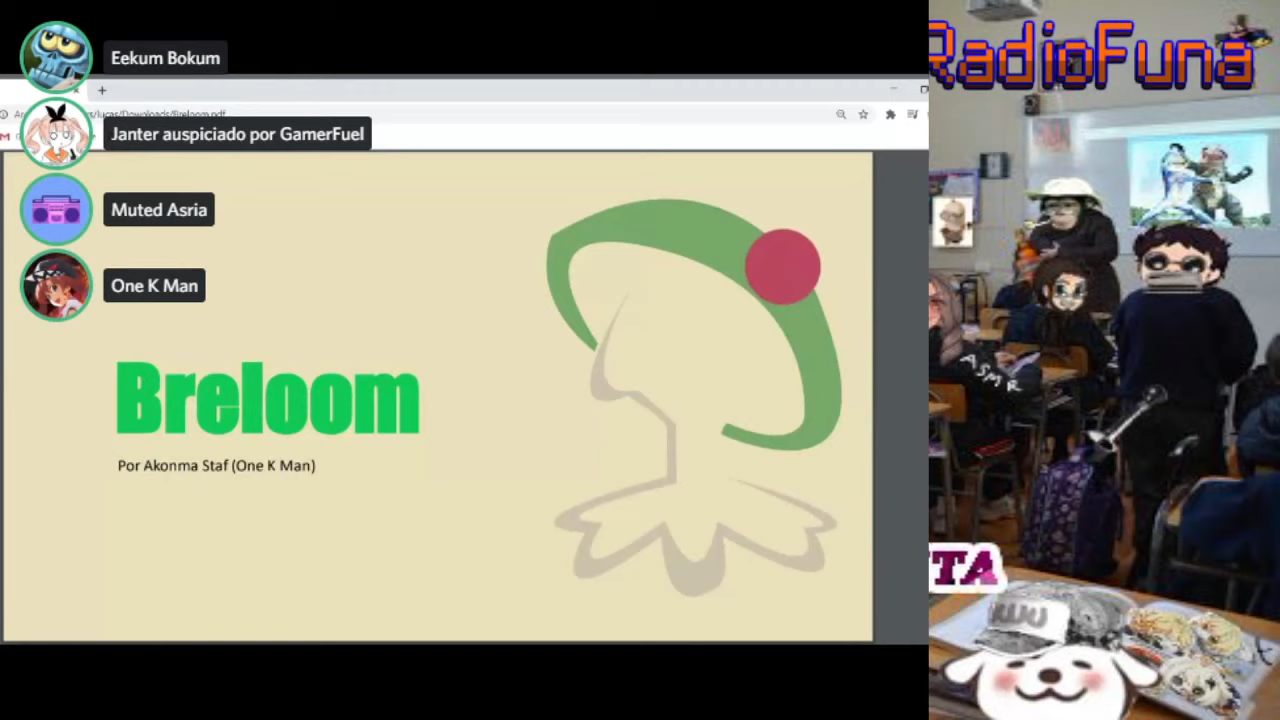 Eekum Bokum
RadioFuna
Janter auspiciado por GamerFuel
Muted Asria
One K Man
ASMR
Breloom
Por Akonma Staf (One K Man)
TA